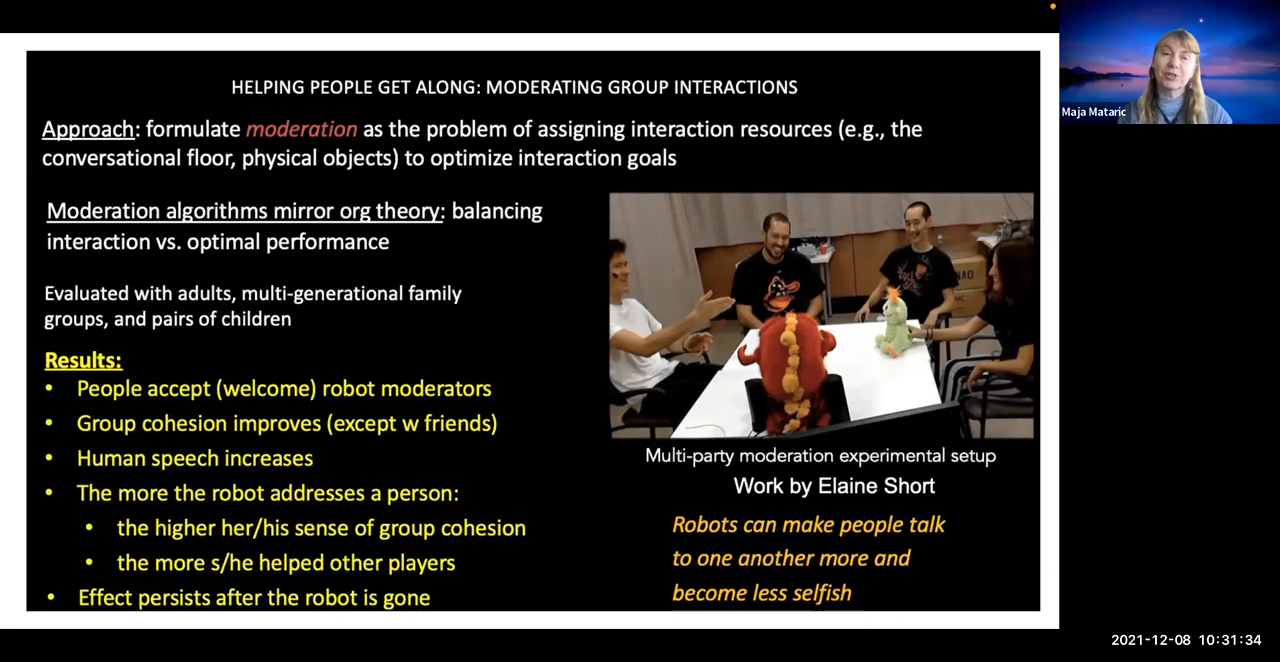 HELPING PEOPLE GET ALONG: MODERATING GROUP INTERACTIONS
Approach: formulate moderation as the problem of assigning interaction resources (e.g., the
conversational floor, physical objects) to optimize interaction goals
Moderation algorithms mirror org theory: balancing
interaction vs. optimal performance
Evaluated with adults, multi-generational family
groups, and pairs of children
Results:
• People accept (welcome) robot moderators
• Group cohesion improves (except w friends)
• Human speech increases
• The more the robot addresses a person:
• the higher her/his sense of group cohesion
• the more s/he helped other players
• Effect persists after the robot is gone
NAO
Multi-party moderation experimental setup
Work by Elaine Short
Robots can make people talk
to one another more and
become less selfish
Maja Mataric
2021-12-08 10:31:34